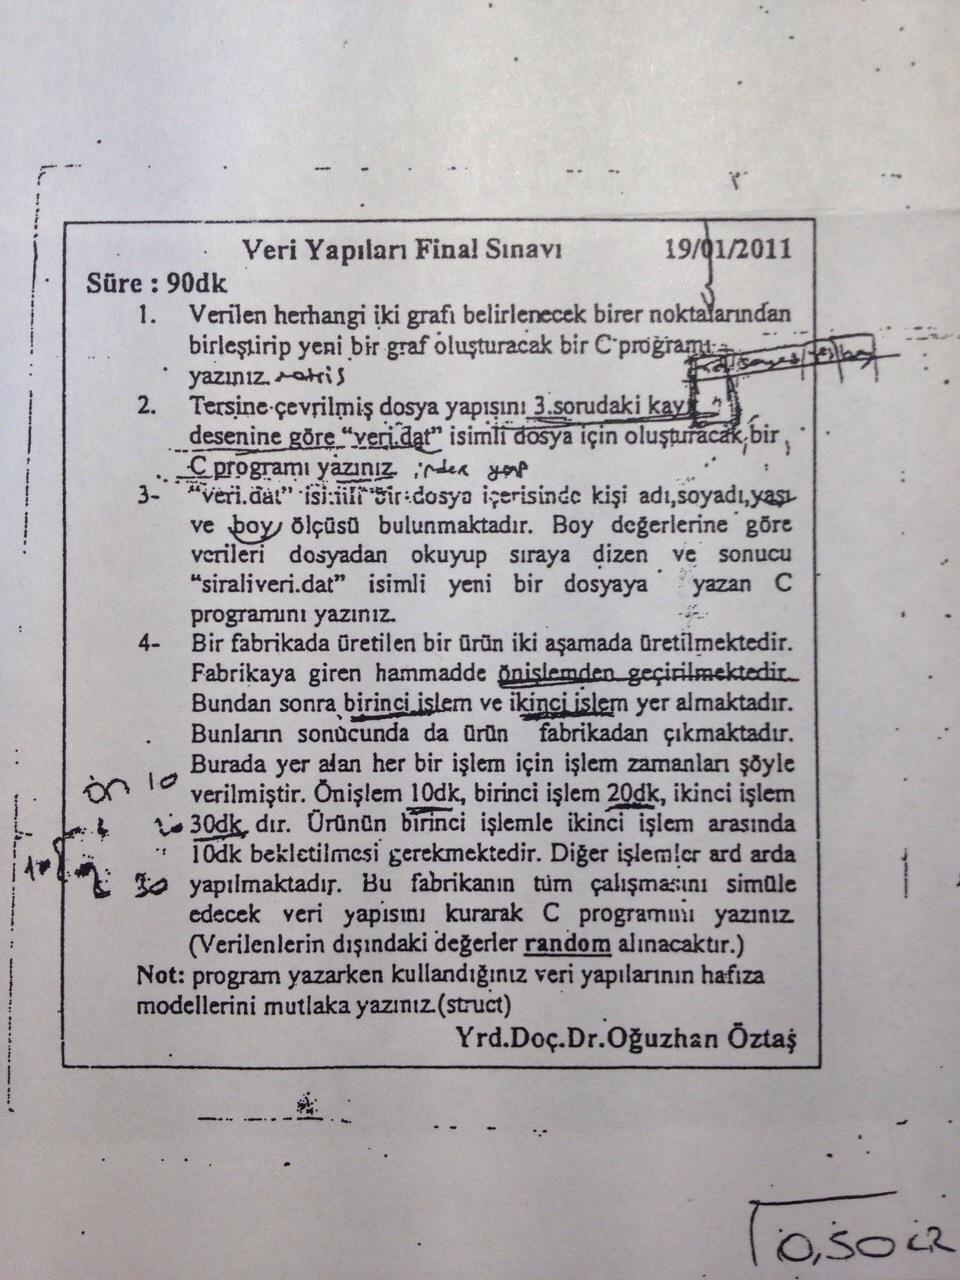 Veri Yapıları Final Sınavı 19/01/2011
Süre : 90dk
1. Verilen herhangi iki grafı belirlenecek birer noktalarından
birleştirip yeni bir graf oluşturacak bir C programı
yazınız.
2. Tersine çevrilmiş dosya yapısını 3.sorudaki
desenine göre "veri.dat" isimli dosya için oluşturacak bir
C programı yazınız
3- "veri.dat" isimli bir dosya içerisinde kişi adı,soyadı,yaşı
ve boy ölçüsü bulunmaktadır. Boy değerlerine göre
verileri dosyadan okuyup sıraya dizen ve sonucu
"siraliveri.dat" isimli yeni bir dosyaya yazan C
programını yazınız.
4- Bir fabrikada üretilen bir ürün iki aşamada üretilmektedir.
Fabrikaya giren hammadde önişlemden geçirilmektedir.
Bundan sonra birinci işlem ve ikinci işlem yer almaktadır.
Bunların sonucunda da ürün fabrikadan çıkmaktadır.
Burada yer alan her bir işlem için işlem zamanları şöyle
ön 10
verilmiştir. Önişlem 10dk, birinci işlem 20dk, ikinci işlem
30dk dır. Ürünün birinci işlemle ikinci işlem arasında
10dk bekletilmesi gerekmektedir. Diğer işlemler ard arda
30 yapılmaktadır. Bu fabrikanın tüm çalışmasını simüle
edecek veri yapısını kurarak C programını yazınız.
(Verilenlerin dışındaki değerler random alınacaktır.)
Not: program yazarken kullandığınız veri yapılarının hafıza
modellerini mutlaka yazınız.(struct)
Yrd.Doç.Dr.Oğuzhan Öztaş
0,50